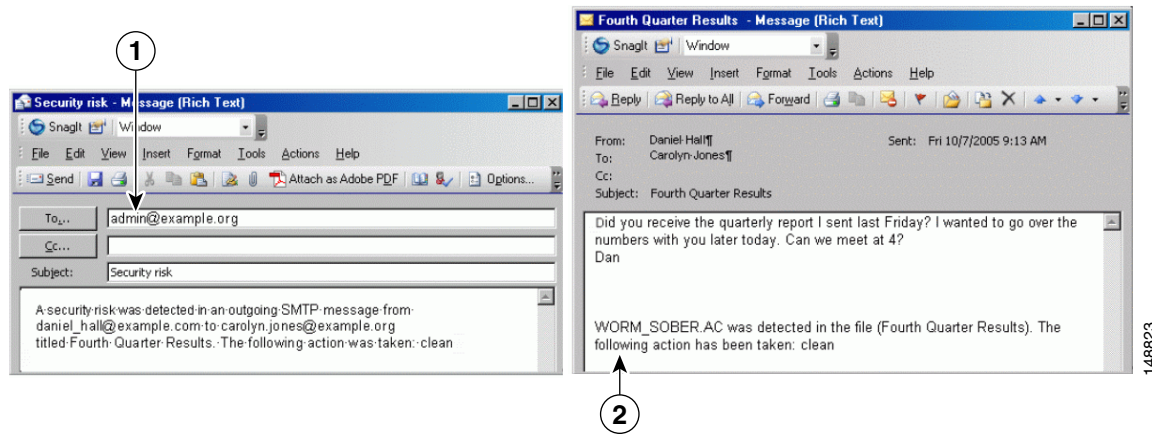 1
Security risk - Message (Rich Text)
SnagIt Window
File Edit View Insert Format Tools Actions Help
Send Attach as Adobe PDF Options...
To... admin@example.org
Cc...
Subject: Security risk
A·security·risk·was·detected·in·an·outgoing·SMTP·message·from·
daniel_hall@example.com·to·carolyn.jones@example.org
titled·Fourth·Quarter·Results.·The·following·action·was·taken:·clean
Fourth Quarter Results - Message (Rich Text)
SnagIt Window
File Edit View Insert Format Tools Actions Help
Reply Reply to All Forward
From: Daniel·Hall¶ Sent: Fri 10/7/2005 9:13 AM
To: Carolyn·Jones¶
Cc:
Subject: Fourth Quarter Results
Did you receive the quarterly report I sent last Friday? I wanted to go over the
numbers with you later today. Can we meet at 4?
Dan
WORM_SOBER.AC was detected in the file (Fourth Quarter Results). The
following action has been taken: clean
2
148823